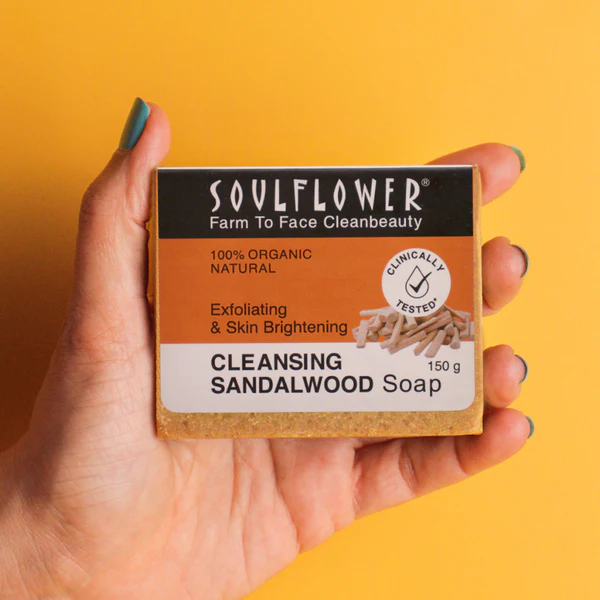 SOULFLOWER®
Farm To Face Cleanbeauty
100% ORGANIC
NATURAL
CLINICALLY
TESTED*
Exfoliating
& Skin Brightening
CLEANSING
SANDALWOOD Soap
150 g